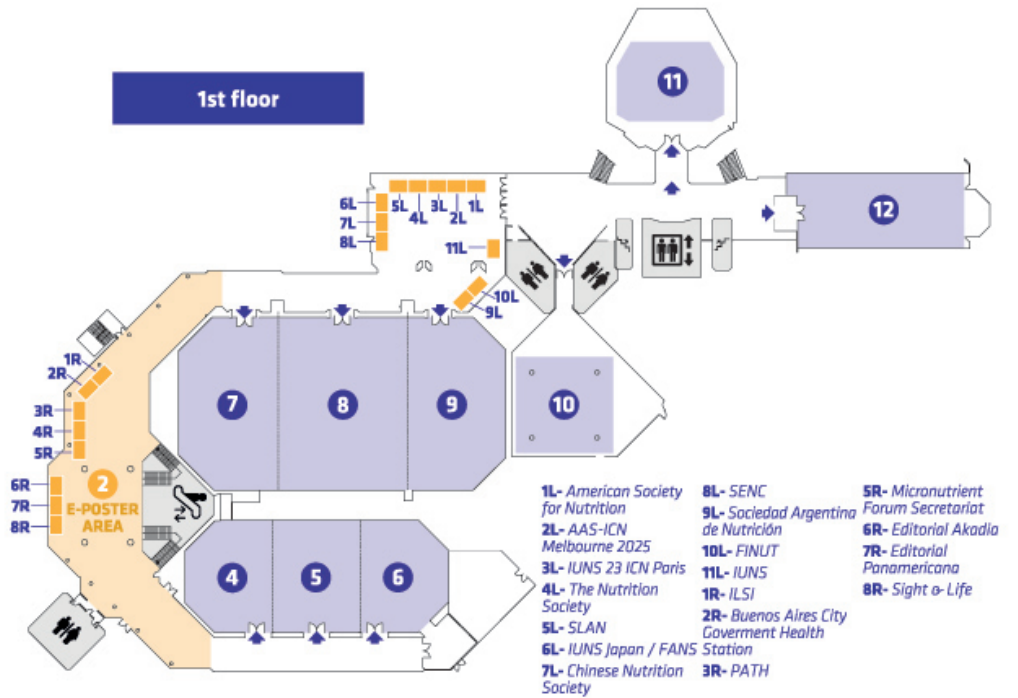 1st floor
11
12
6L
7L
8L
5L
4L
3L
2L
1L
11L
10L
9L
1R
2R
3R
4R
5R
6R
7R
8R
2
E-POSTER
AREA
7
8
9
10
4
5
6
1L- American Society
for Nutrition
2L- AAS-ICN
Melbourne 2025
3L- IUNS 23 ICN Paris
4L- The Nutrition
Society
5L- SLAN
6L- IUNS Japan / FANS
7L- Chinese Nutrition
Society
8L- SENC
9L- Sociedad Argentina
de Nutrición
10L- FINUT
11L- IUNS
1R- ILSI
2R- Buenos Aires City
Goverment Health
Station
3R- PATH
5R- Micronutrient
Forum Secretariat
6R- Editorial Akadia
7R- Editorial
Panamericana
8R- Sight & Life